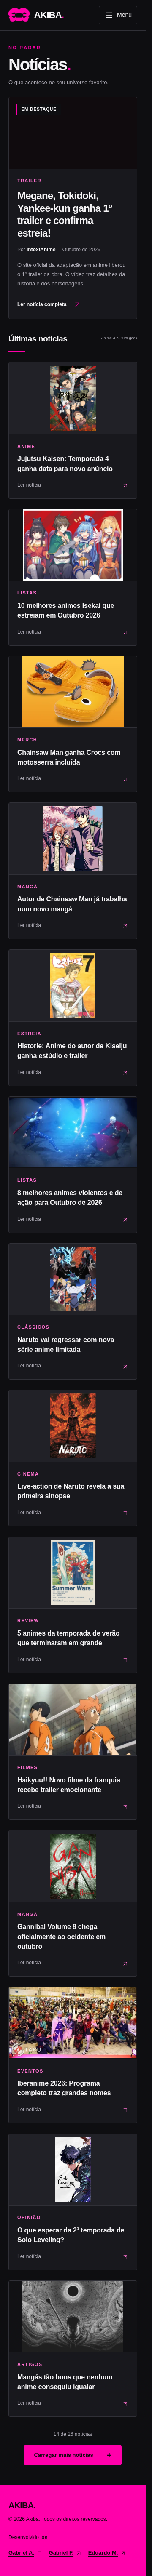 AKIBA.
Menu
NO RADAR
Notícias.
O que acontece no seu universo favorito.
EM DESTAQUE
TRAILER
Megane, Tokidoki,
Yankee-kun ganha 1º
trailer e confirma
estreia!
Por IntoxiAnime Outubro de 2026
O site oficial da adaptação em anime liberou
o 1º trailer da obra. O vídeo traz detalhes da
história e dos personagens.
Ler notícia completa
Últimas notícias
Anime & cultura geek
ANIME
Jujutsu Kaisen: Temporada 4
ganha data para novo anúncio
Ler notícia
LISTAS
10 melhores animes Isekai que
estreiam em Outubro 2026
Ler notícia
MERCH
Chainsaw Man ganha Crocs com
motosserra incluída
Ler notícia
MANGÁ
Autor de Chainsaw Man já trabalha
num novo mangá
Ler notícia
7
ESTREIA
Historie: Anime do autor de Kiseiju
ganha estúdio e trailer
Ler notícia
LISTAS
8 melhores animes violentos e de
ação para Outubro de 2026
Ler notícia
CLÁSSICOS
Naruto vai regressar com nova
série anime limitada
Ler notícia
NARUTO
CINEMA
Live-action de Naruto revela a sua
primeira sinopse
Ler notícia
Summer Wars
REVIEW
5 animes da temporada de verão
que terminaram em grande
Ler notícia
FILMES
Haikyuu!! Novo filme da franquia
recebe trailer emocionante
Ler notícia
MANGÁ
Gannibal Volume 8 chega
oficialmente ao ocidente em
outubro
Ler notícia
EVENTOS
Iberanime 2026: Programa
completo traz grandes nomes
Ler notícia
Solo Leveling
OPINIÃO
O que esperar da 2ª temporada de
Solo Leveling?
Ler notícia
ARTIGOS
Mangás tão bons que nenhum
anime conseguiu igualar
Ler notícia
14 de 26 notícias
Carregar mais notícias
AKIBA.
© 2026 Akiba. Todos os direitos reservados.
Desenvolvido por
Gabriel A. Gabriel F. Eduardo M.